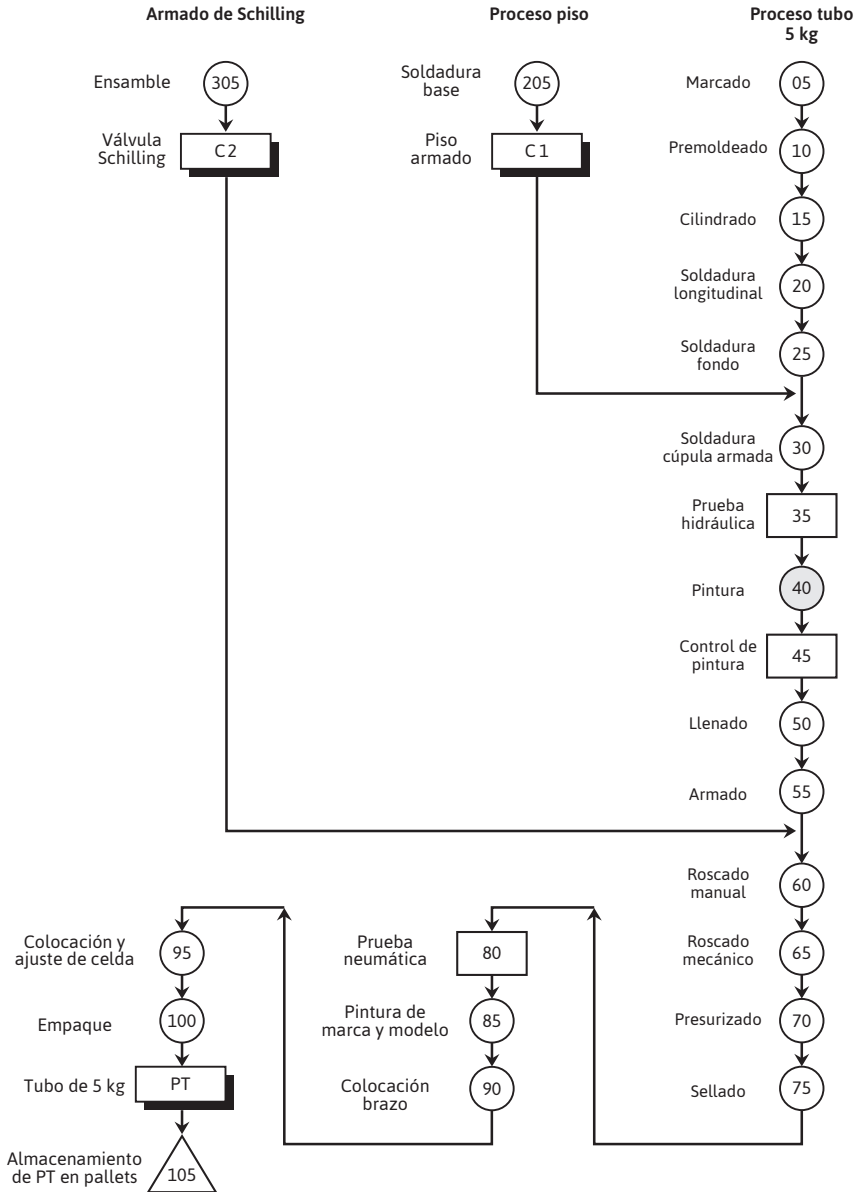 Armado de Schilling
Proceso piso
Proceso tubo
5 kg
Ensamble
305
Válvula
Schilling
C2
Soldadura
base
205
Piso
armado
C1
Marcado
05
Premoldeado
10
Cilindrado
15
Soldadura
longitudinal
20
Soldadura
fondo
25
Soldadura
cúpula armada
30
Prueba
hidráulica
35
Pintura
40
Control de
pintura
45
Llenado
50
Armado
55
Roscado
manual
60
Roscado
mecánico
65
Presurizado
70
Sellado
75
Prueba
neumática
80
Pintura de
marca y modelo
85
Colocación
brazo
90
Colocación y
ajuste de celda
95
Empaque
100
Tubo de 5 kg
PT
Almacenamiento
de PT en pallets
105